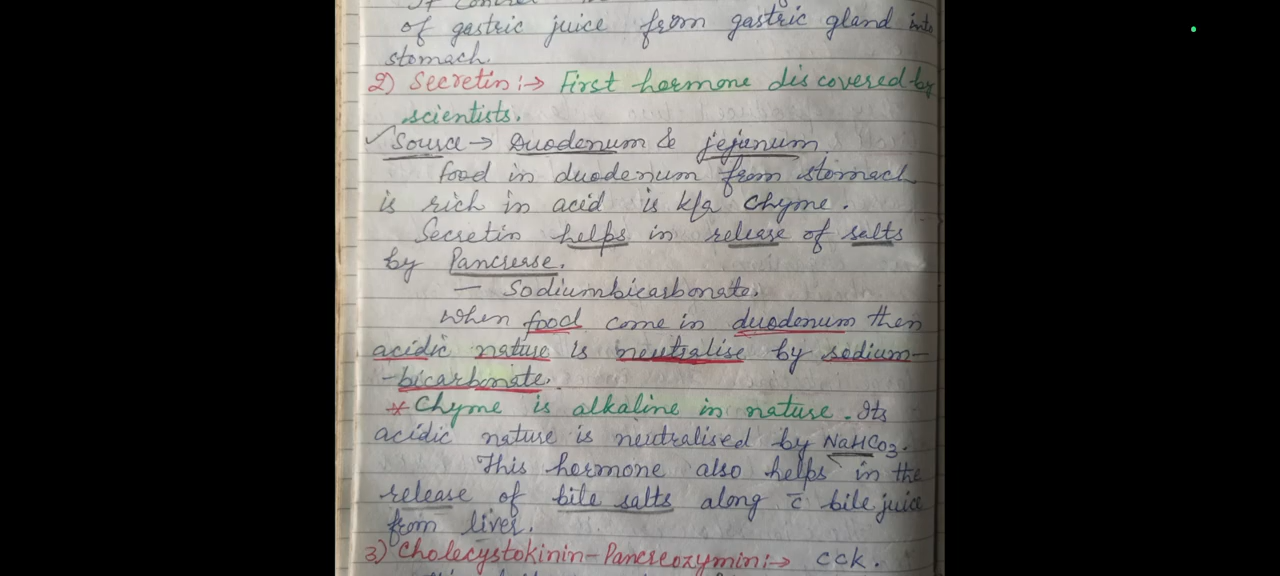 of gastric juice from gastric gland into
stomach.
2) Secretin :→ First hormone discovered by
scientists.
✓Source → Duodenum & jejunum.
food in duodenum from stomach
is rich in acid is k/a chyme.
Secretin helps in release of salts
by Pancrease.
— Sodiumbicarbonate.
when food come in duodenum then
acidic nature is neutralise by sodium-
-bicarbonate.
* Chyme is alkaline in nature. Its
acidic nature is neutralised by NaHCO3.
This hormone also helps in the
release of bile salts along c̄ bile juice
from liver.
3) Cholecystokinin-Pancreozymin :→ cck.